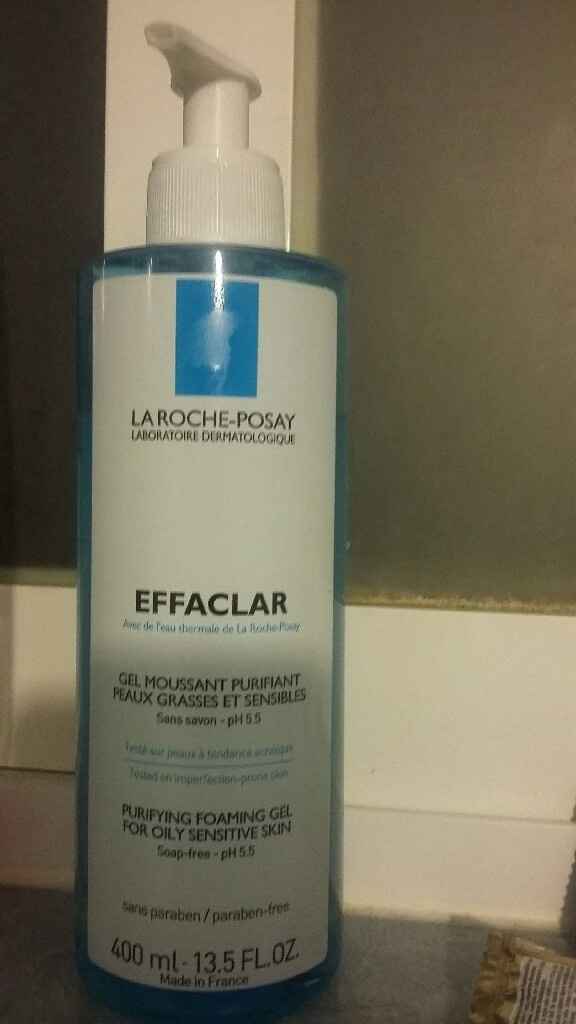 LA ROCHE-POSAY
LABORATOIRE DERMATOLOGIQUE
EFFACLAR
Avec de l'eau thermale de La Roche-Posay
GEL MOUSSANT PURIFIANT
PEAUX GRASSES ET SENSIBLES
Sans savon - pH 5.5
Testé sur peaux à tendance acnéique
Tested on imperfection-prone skin
PURIFYING FOAMING GEL
FOR OILY SENSITIVE SKIN
Soap-free - pH 5.5
sans paraben / paraben-free
400 ml - 13.5 FL.OZ.
Made in France